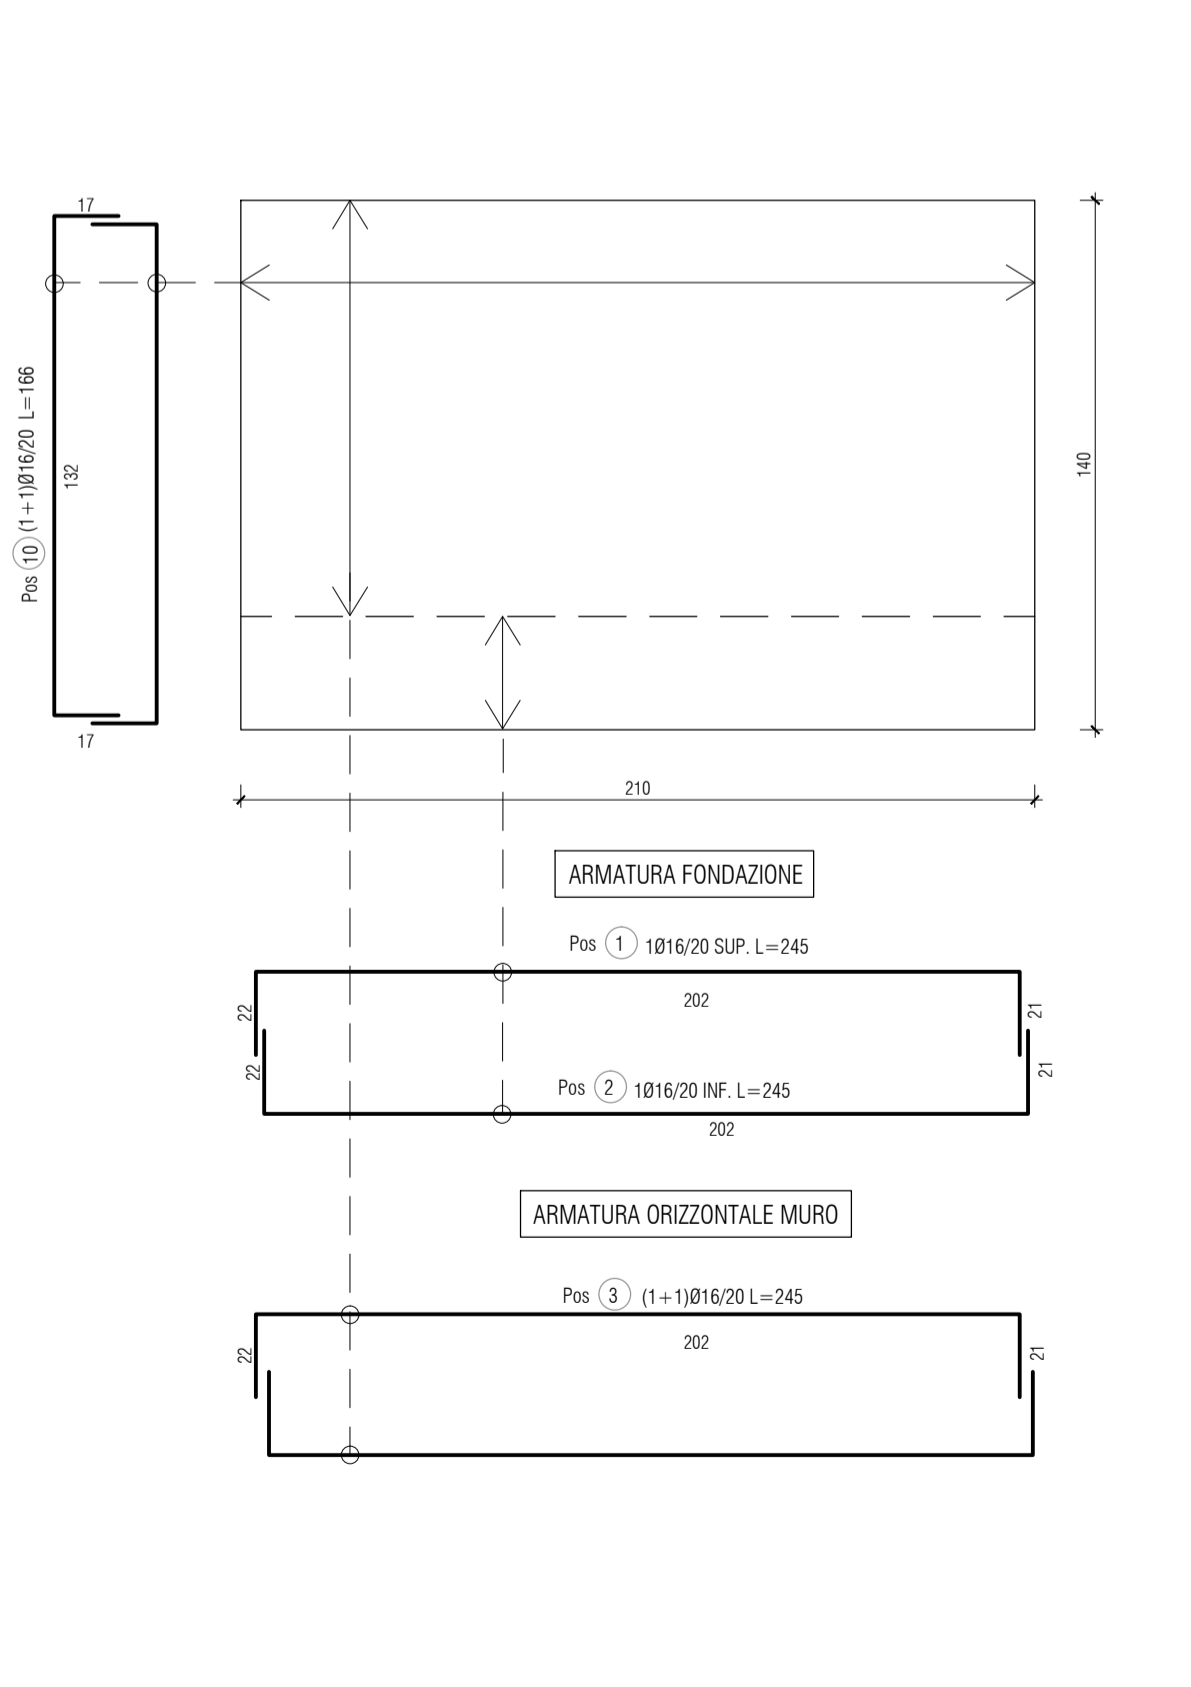 17
Pos 10 (1+1)Ø16/20 L=166
132
17
140
210
ARMATURA FONDAZIONE
Pos 1 1Ø16/20 SUP. L=245
22
202
21
22
Pos 2 1Ø16/20 INF. L=245
21
202
ARMATURA ORIZZONTALE MURO
Pos 3 (1+1)Ø16/20 L=245
22
202
21